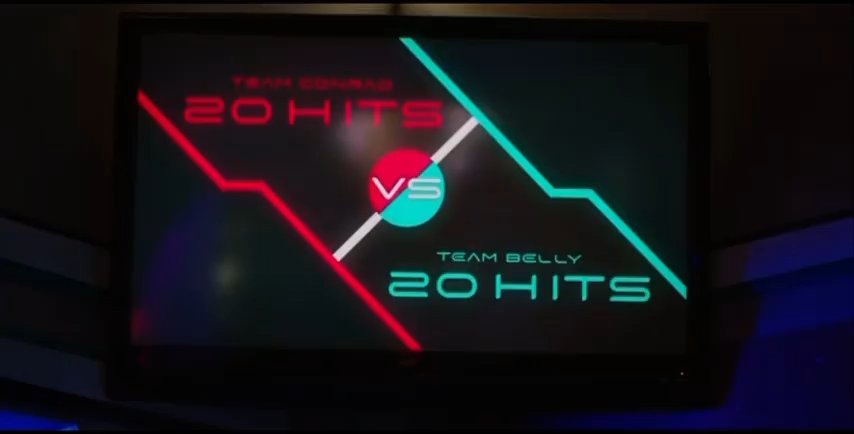 TEAM CONRAD
20 HITS
VS
TEAM BELLY
20 HITS